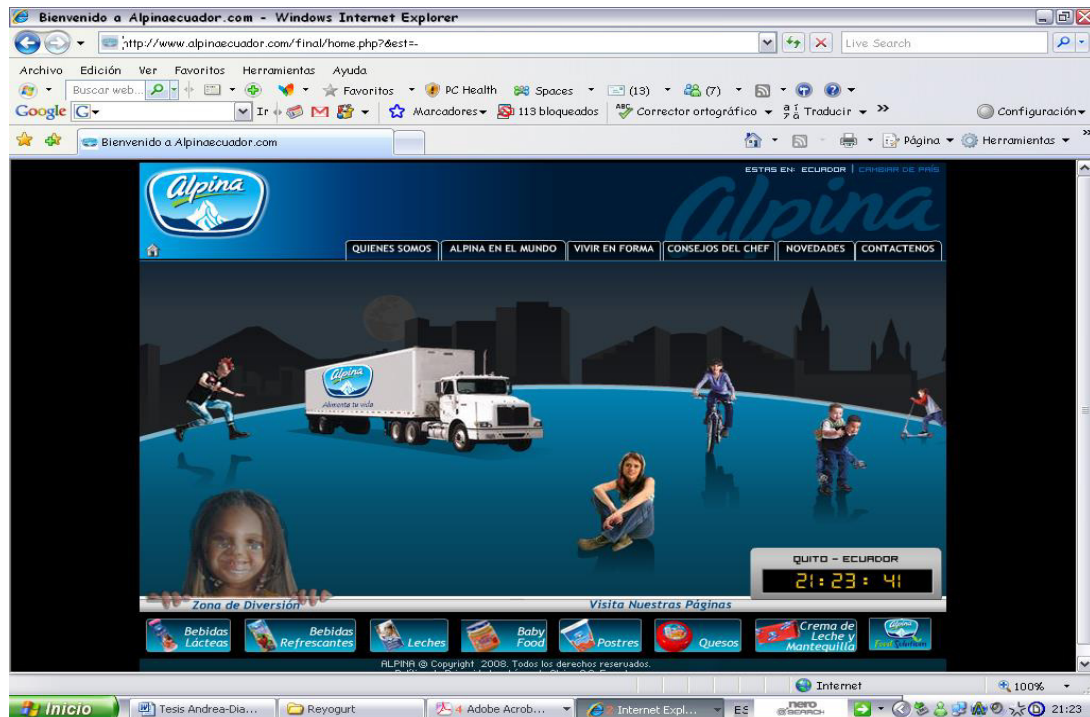 Bienvenido a Alpinaecuador.com - Windows Internet Explorer
http://www.alpinaecuador.com/final/home.php?&est=-
Live Search
Archivo Edición Ver Favoritos Herramientas Ayuda
Buscar web... Favoritos PC Health Spaces (13) (7)
Google G Ir Marcadores 113 bloqueados Corrector ortográfico Traducir » Configuración
Bienvenido a Alpinaecuador.com Página Herramientas »
ESTAS EN: ECUADOR | CAMBIAR DE PAÍS
alpina
alpina
QUIENES SOMOS ALPINA EN EL MUNDO VIVIR EN FORMA CONSEJOS DEL CHEF NOVEDADES CONTACTENOS
alpina
Alimenta tu vida
QUITO - ECUADOR
21:23:41
Zona de Diversión Visita Nuestras Páginas
Bebidas Lácteas
Bebidas Refrescantes
Leches
Baby Food
Postres
Quesos
Crema de Leche y Mantequilla
alpina
ALPINA @ Copyright 2008. Todos los derechos reservados.
Internet 100%
Inicio Tesis Andrea-Dia... Reyogurt 4 Adobe Acrob... 2 Internet Expl... ES nero SEARCH 21:23